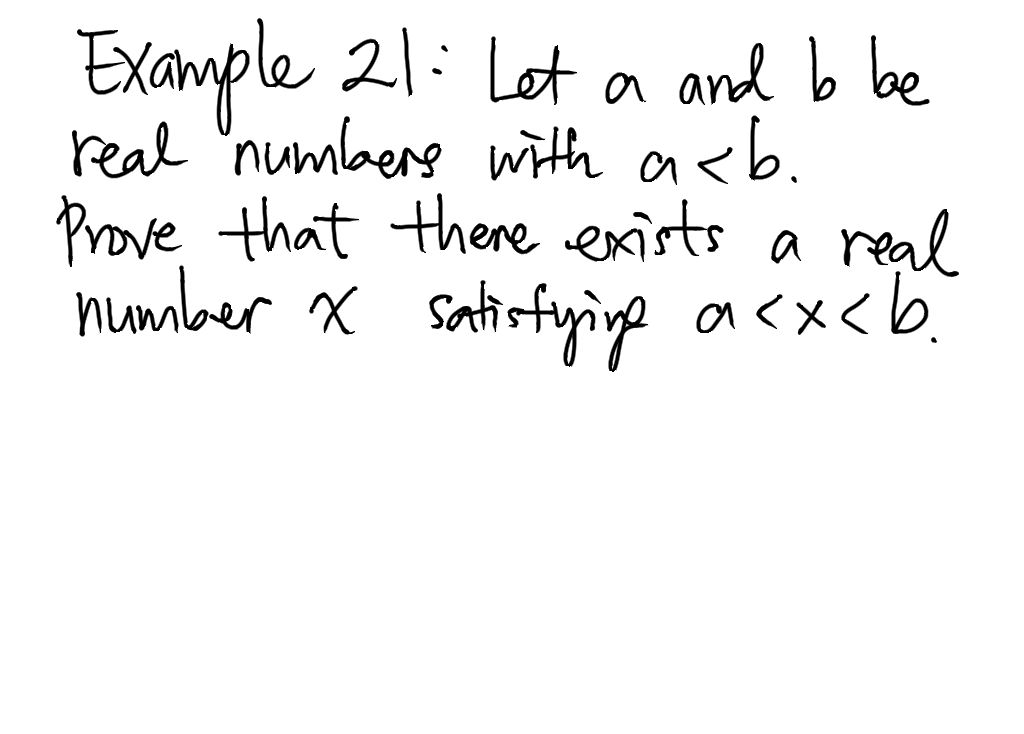 Example 21: Let a and b be
real numbers with a < b.
Prove that there exists a real
number x satisfying a < x < b.